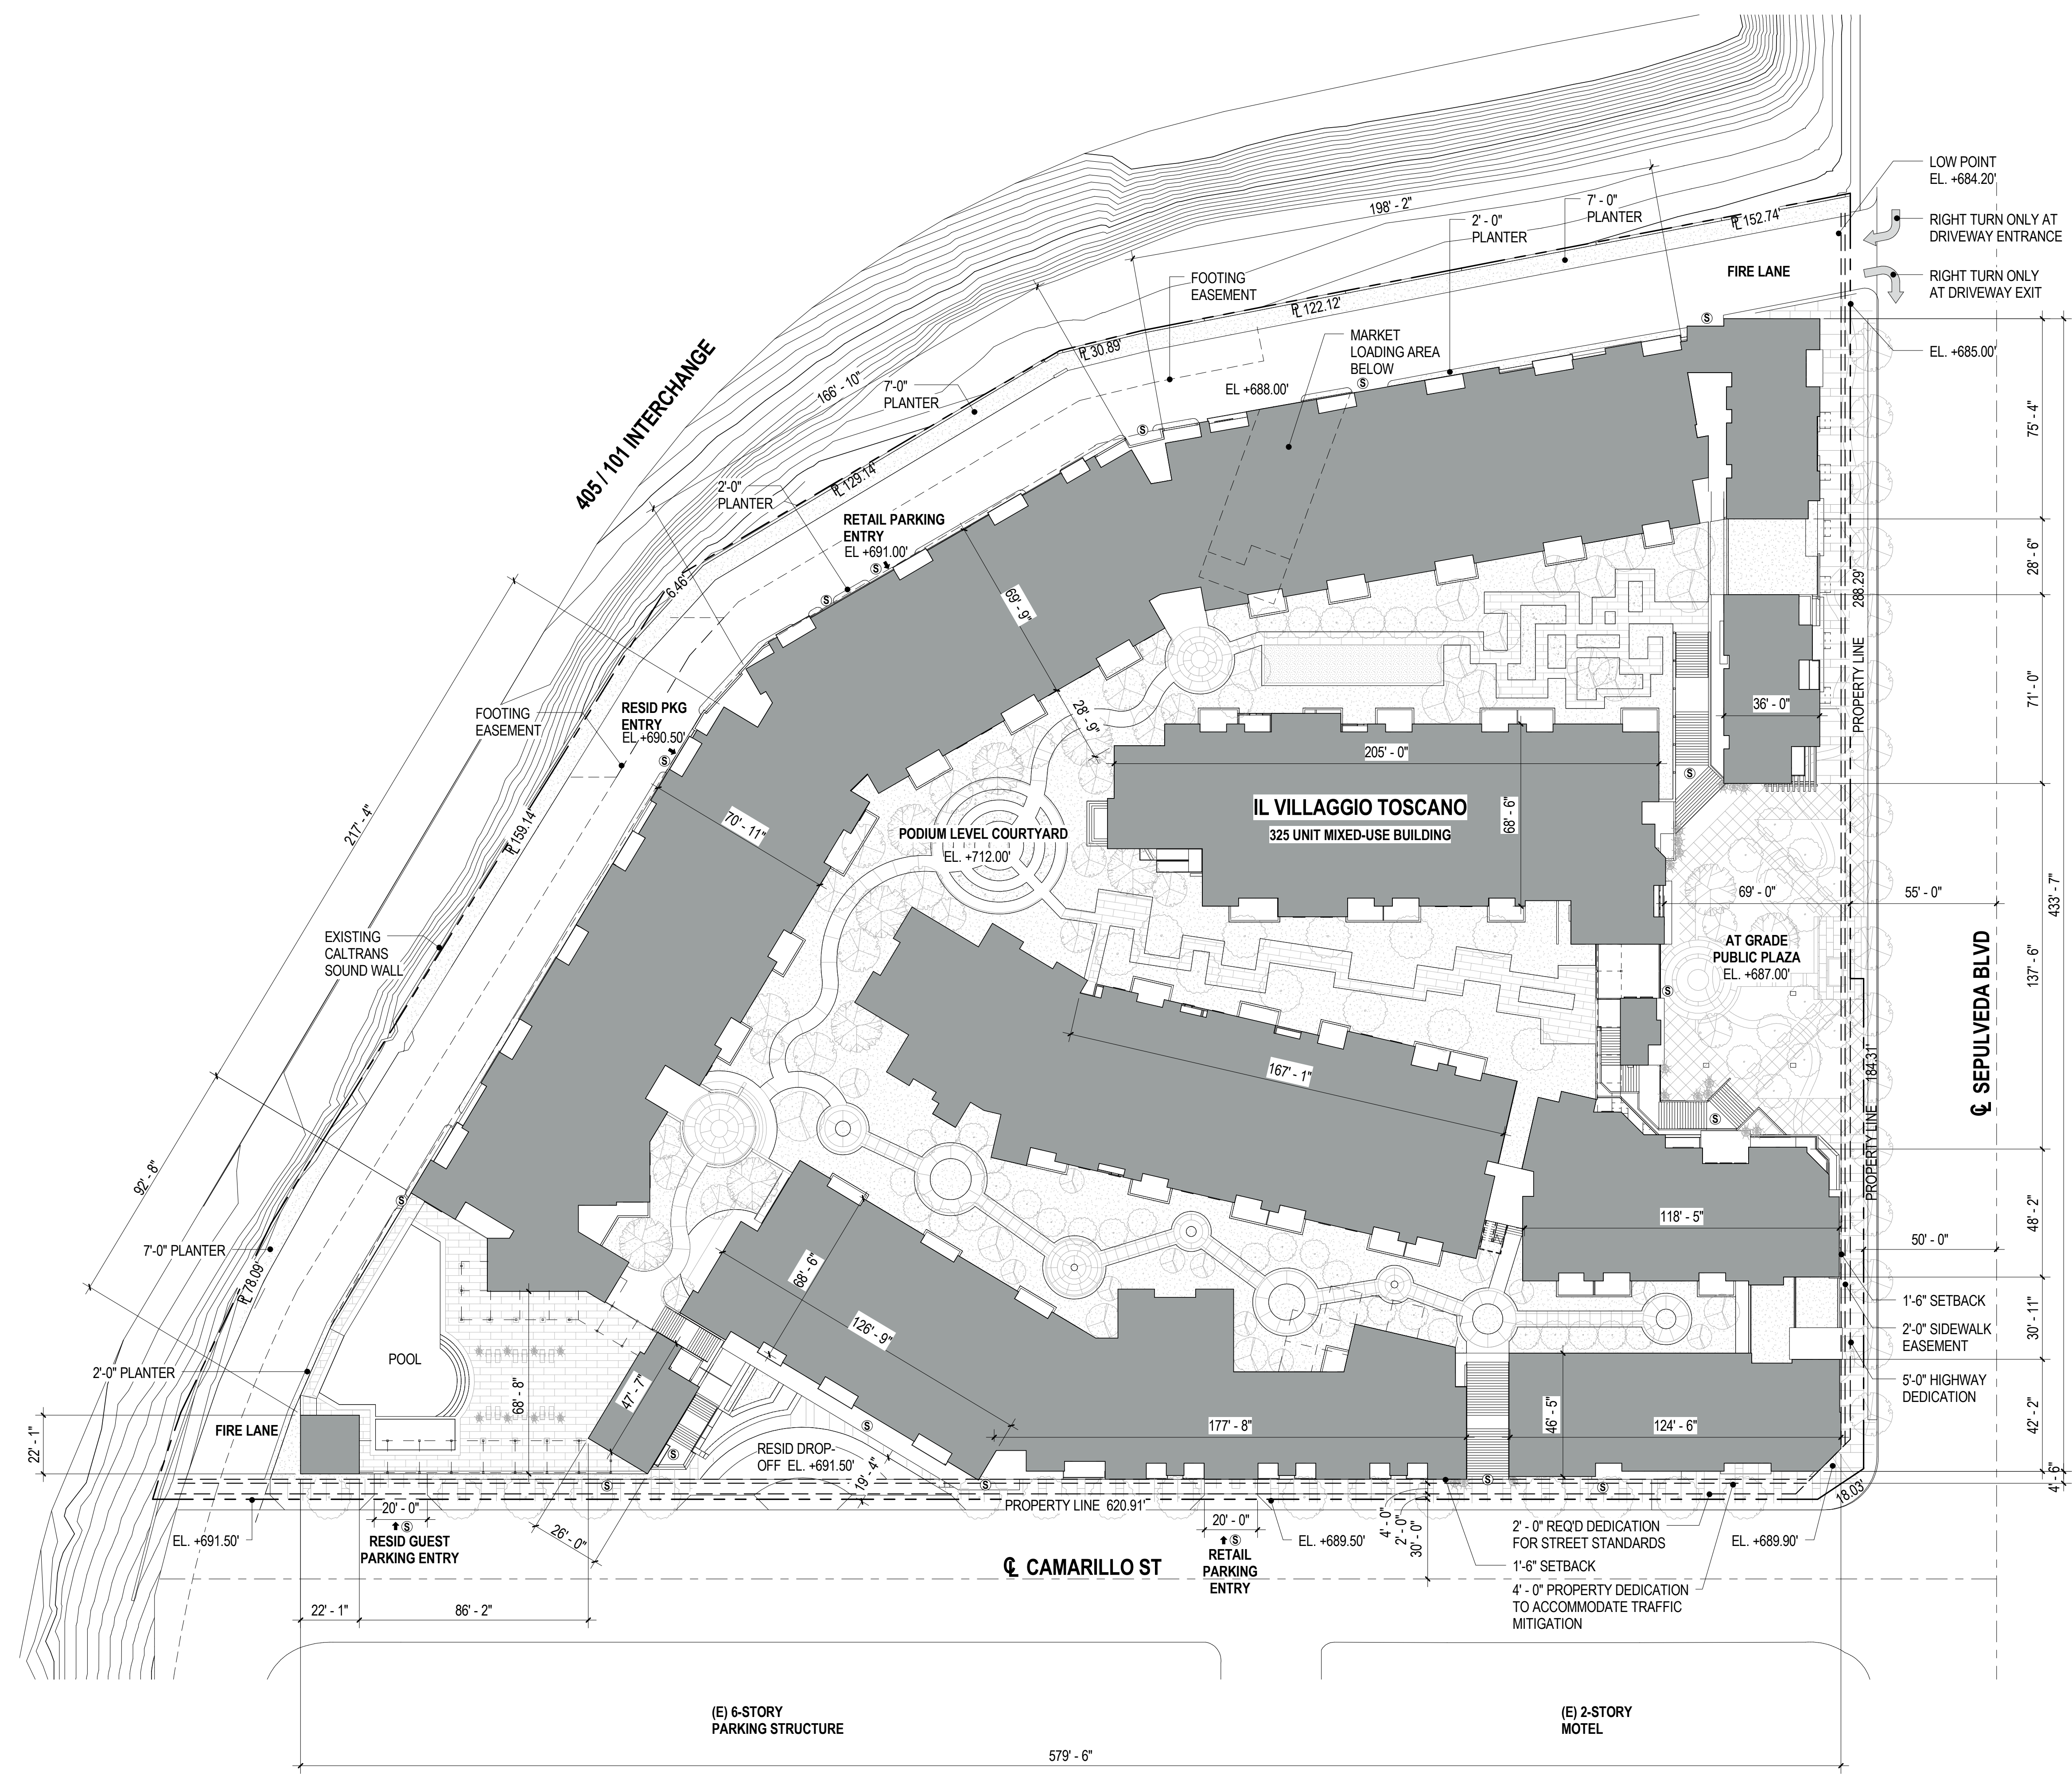 LOW POINT
EL. +684.20'
RIGHT TURN ONLY AT
DRIVEWAY ENTRANCE
RIGHT TURN ONLY
AT DRIVEWAY EXIT
198' - 2"
7' - 0"
PLANTER
2' - 0"
PLANTER
PL 152.74'
FIRE LANE
FOOTING
EASEMENT
PL 122.12'
MARKET
LOADING AREA
BELOW
EL. +685.00'
PL 30.89'
405 / 101 INTERCHANGE
166' - 10"
7'-0"
PLANTER
EL +688.00'
S
S
S
75' - 4"
PL 129.14'
2'-0"
PLANTER
RETAIL PARKING
ENTRY
EL +691.00'
S
S
6.46'
69' - 9"
28' - 6"
288.29'
PROPERTY LINE
71' - 0"
36' - 0"
FOOTING
EASEMENT
RESID PKG
ENTRY
EL. +690.50'
S
28' - 9"
205' - 0"
S
217' - 4"
PL 159.14'
70' - 11"
PODIUM LEVEL COURTYARD
EL. +712.00'
IL VILLAGGIO TOSCANO
325 UNIT MIXED-USE BUILDING
68' - 6"
69' - 0"
55' - 0"
433' - 7"
EXISTING
CALTRANS
SOUND WALL
AT GRADE
PUBLIC PLAZA
EL. +687.00'
S
137' - 6"
CL SEPULVEDA BLVD
167' - 1"
PROPERTY LINE 184.31'
S
92' - 8"
S
118' - 5"
48' - 2"
50' - 0"
7'-0" PLANTER
PL 78.09'
68' - 6"
126' - 9"
1'-6" SETBACK
2'-0" SIDEWALK
EASEMENT
30' - 11"
5'-0" HIGHWAY
DEDICATION
2'-0" PLANTER
POOL
68' - 8"
47' - 7"
FIRE LANE
22' - 1"
S
S
RESID DROP-
OFF EL. +691.50'
19' - 4"
177' - 8"
46' - 5"
124' - 6"
42' - 2"
S
S
S
S
4' - 6"
18.03'
PROPERTY LINE 620.91'
EL. +691.50'
20' - 0"
S
RESID GUEST
PARKING ENTRY
26' - 0"
20' - 0"
S
RETAIL
PARKING
ENTRY
EL. +689.50'
4' - 0"
2' - 0"
30' - 0"
2' - 0" REQ'D DEDICATION
FOR STREET STANDARDS
EL. +689.90'
1'-6" SETBACK
4' - 0" PROPERTY DEDICATION
TO ACCOMMODATE TRAFFIC
MITIGATION
CL CAMARILLO ST
22' - 1"
86' - 2"
(E) 6-STORY
PARKING STRUCTURE
(E) 2-STORY
MOTEL
579' - 6"